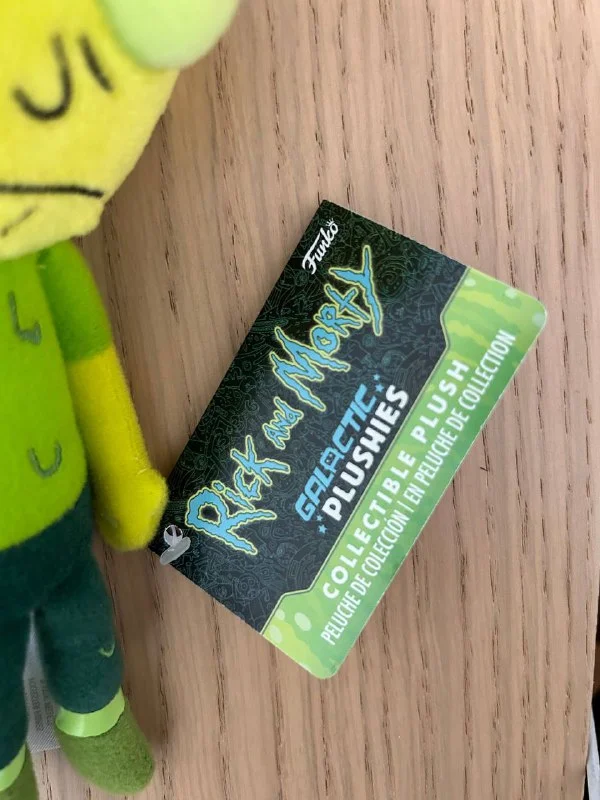 Funko
Rick and Morty
GALACTIC
PLUSHIES
COLLECTIBLE PLUSH
PELUCHE DE COLECCIÓN | EN PELUCHE DE COLLECTION